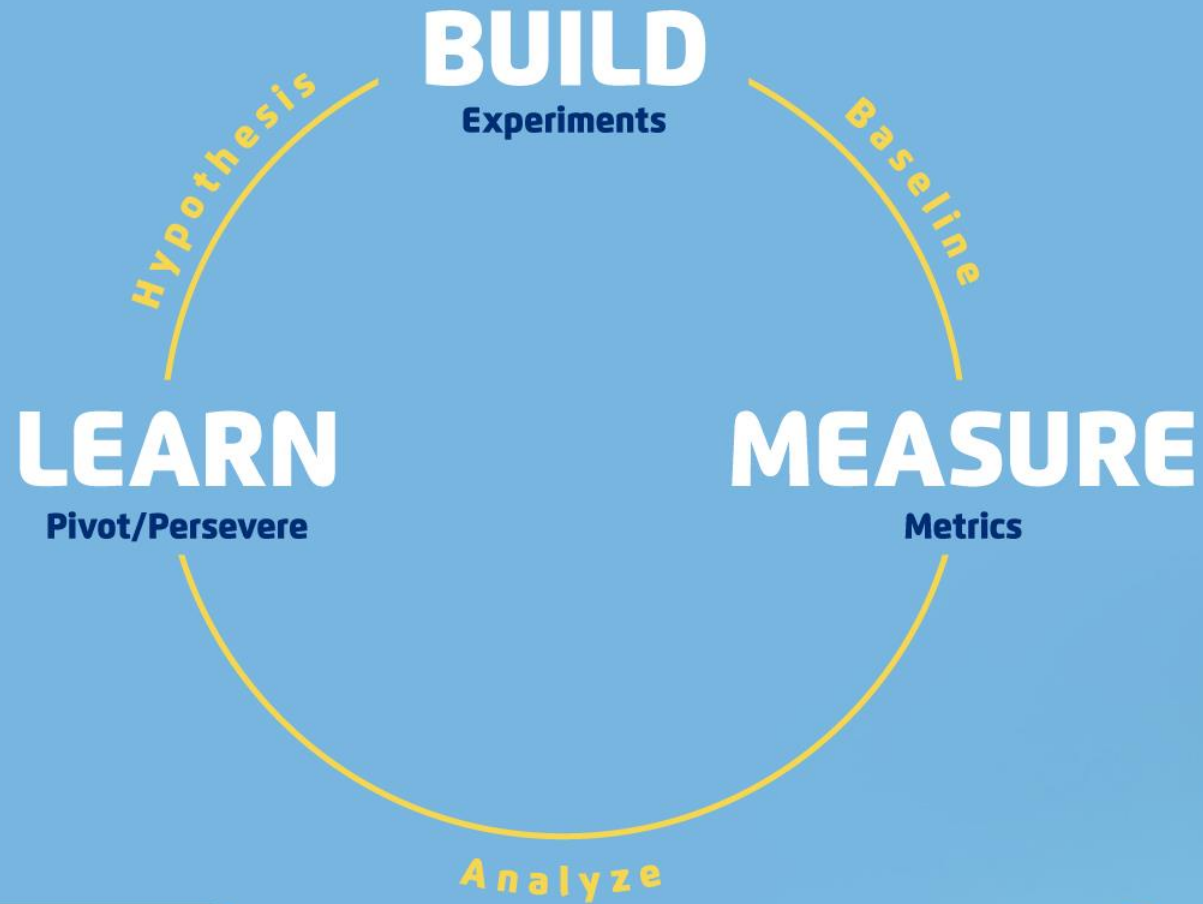 BUILD
Experiments
Hypothesis
Baseline
LEARN
Pivot/Persevere
MEASURE
Metrics
Analyze